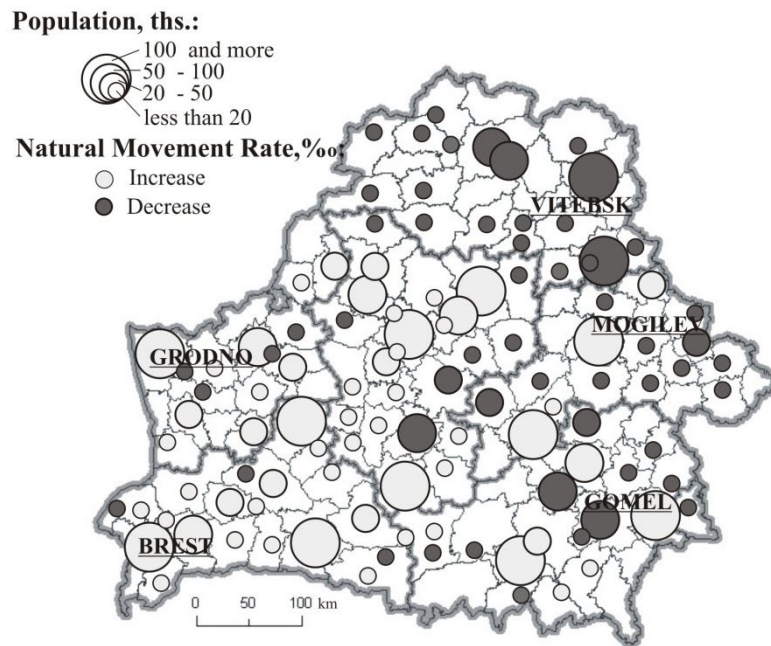 Population, ths.:
100 and more
50 - 100
20 - 50
less than 20
Natural Movement Rate,‰:
Increase
Decrease
VITEBSK
MOGILEV
GRODNO
GOMEL
BREST
0 50 100 km